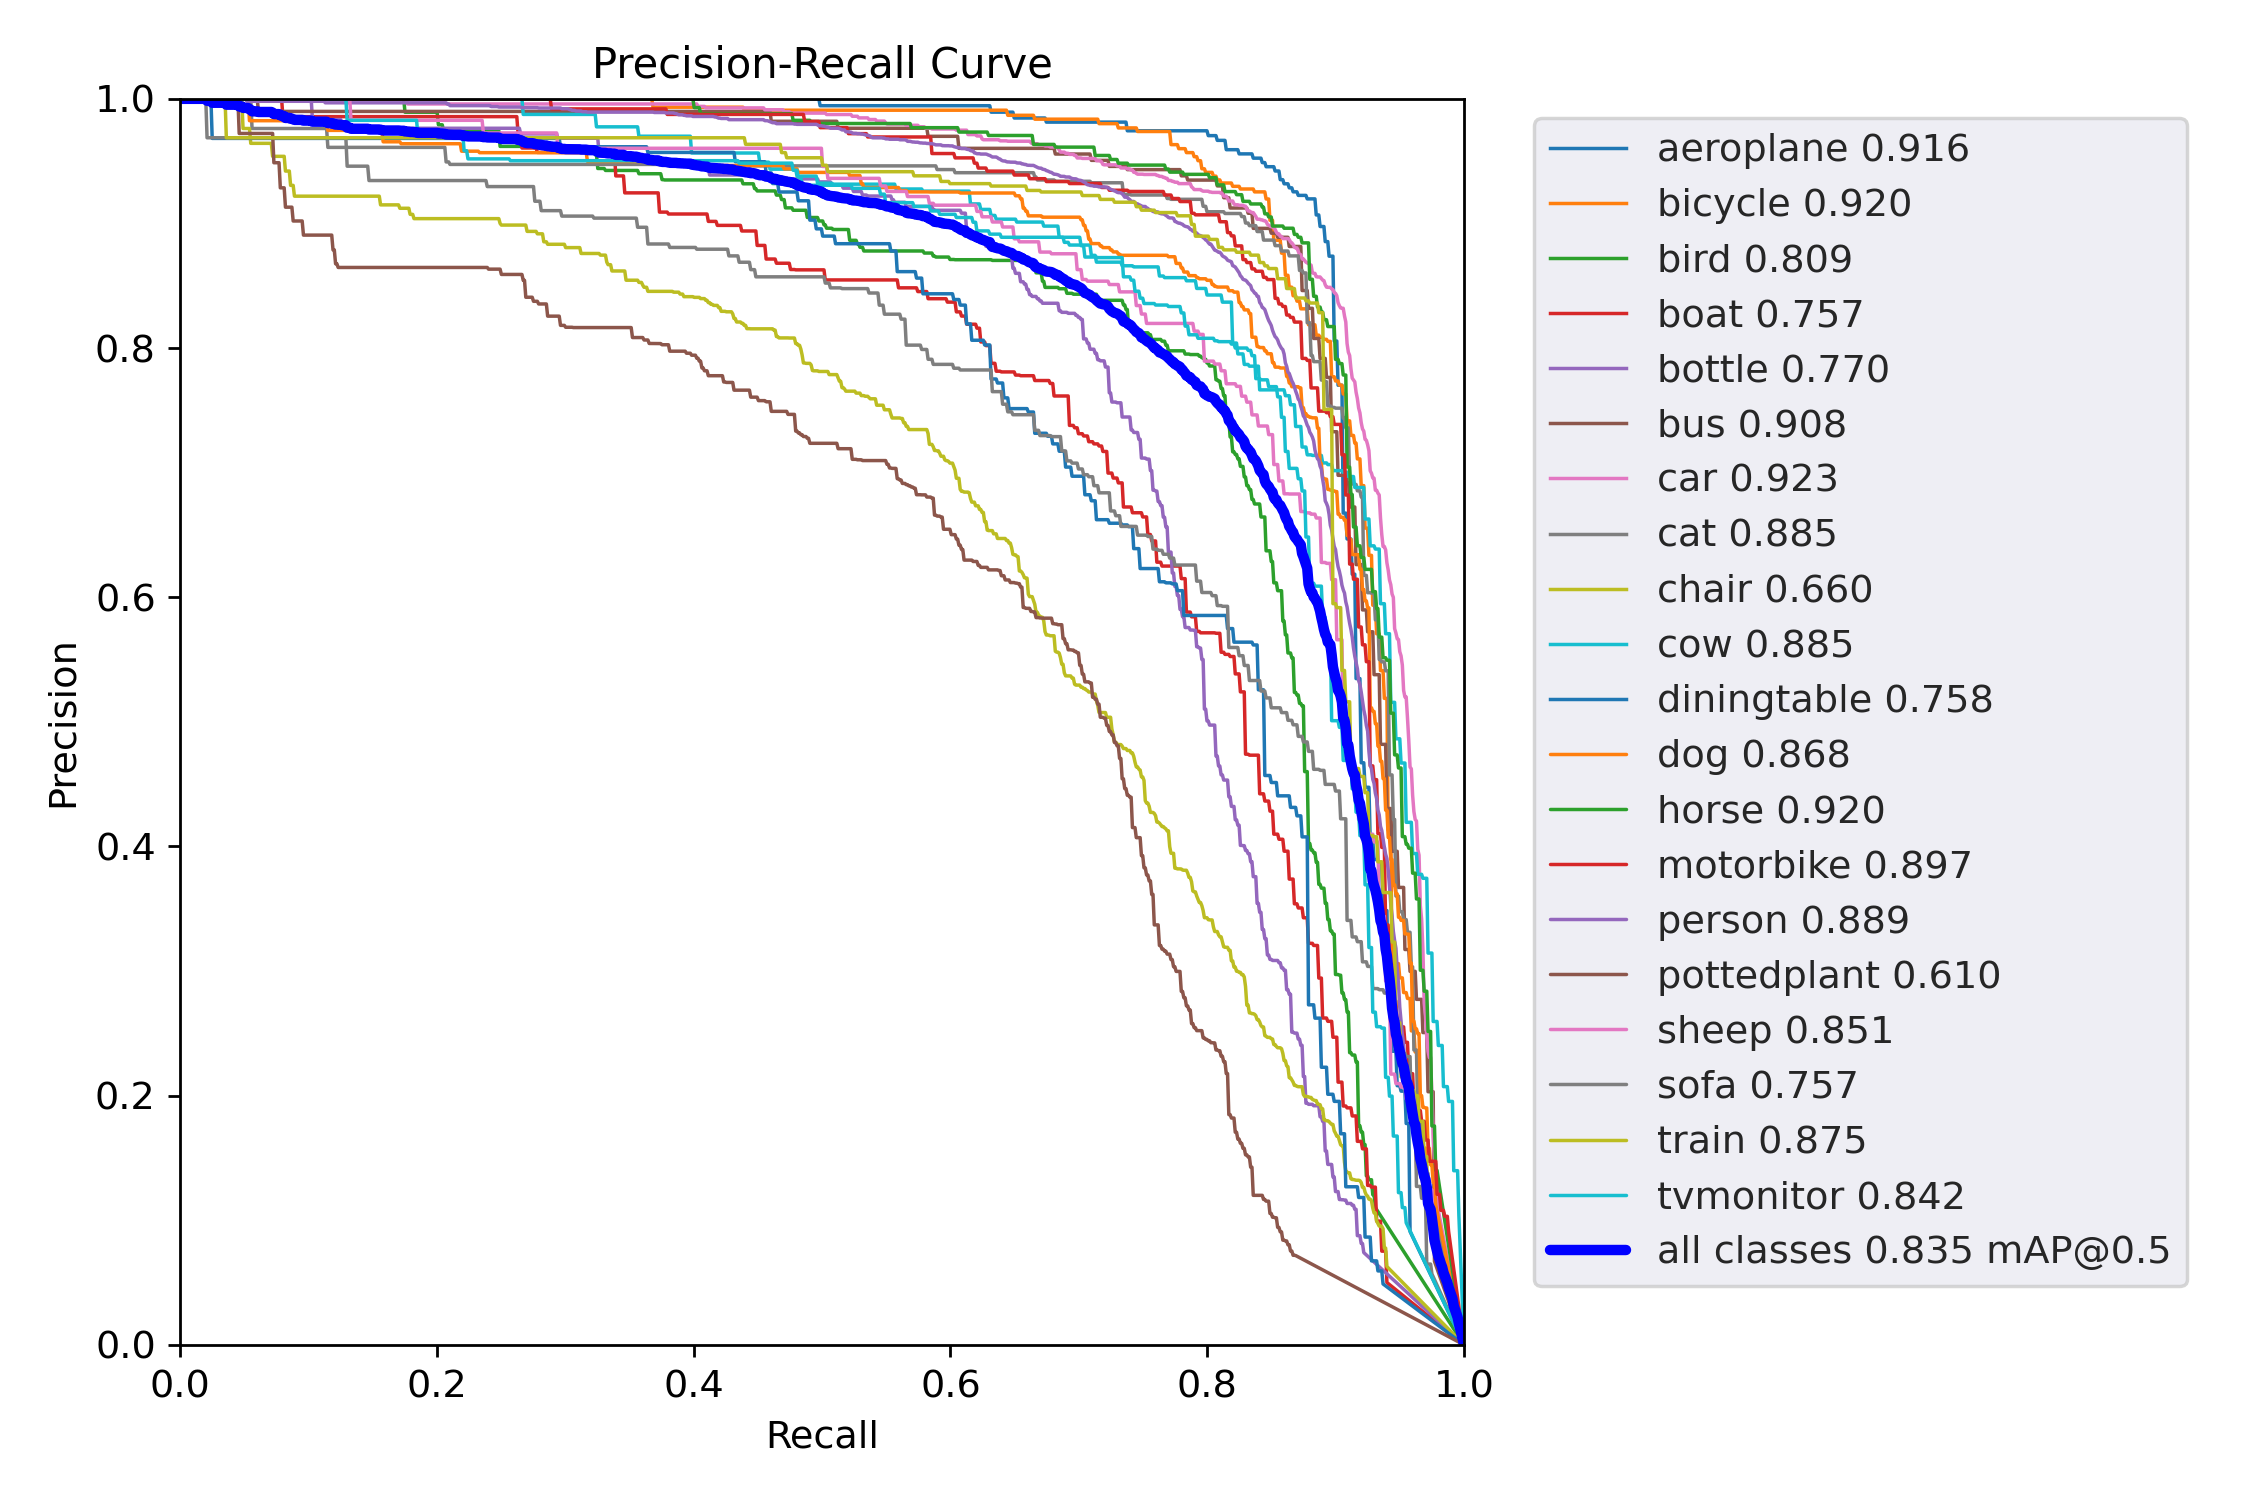 Precision-Recall Curve
1.0
0.8
0.6
0.4
0.2
0.0
Precision
0.0 0.2 0.4 0.6 0.8 1.0
Recall
aeroplane 0.916
bicycle 0.920
bird 0.809
boat 0.757
bottle 0.770
bus 0.908
car 0.923
cat 0.885
chair 0.660
cow 0.885
diningtable 0.758
dog 0.868
horse 0.920
motorbike 0.897
person 0.889
pottedplant 0.610
sheep 0.851
sofa 0.757
train 0.875
tvmonitor 0.842
all classes 0.835 mAP@0.5